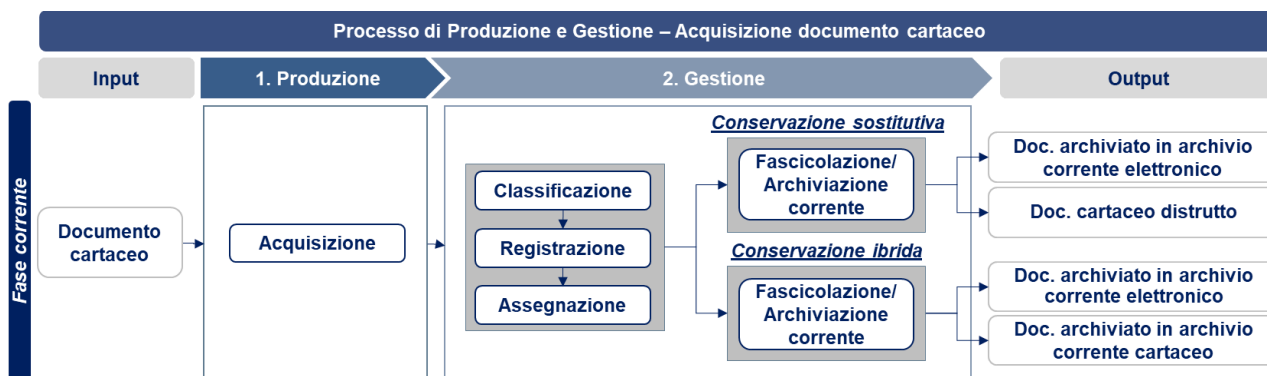 Processo di Produzione e Gestione – Acquisizione documento cartaceo
Input
1. Produzione
2. Gestione
Output
Fase corrente
Documento
cartaceo
Acquisizione
Classificazione
Registrazione
Assegnazione
Conservazione sostitutiva
Fascicolazione/
Archiviazione
corrente
Conservazione ibrida
Fascicolazione/
Archiviazione
corrente
Doc. archiviato in archivio
corrente elettronico
Doc. cartaceo distrutto
Doc. archiviato in archivio
corrente elettronico
Doc. archiviato in archivio
corrente cartaceo